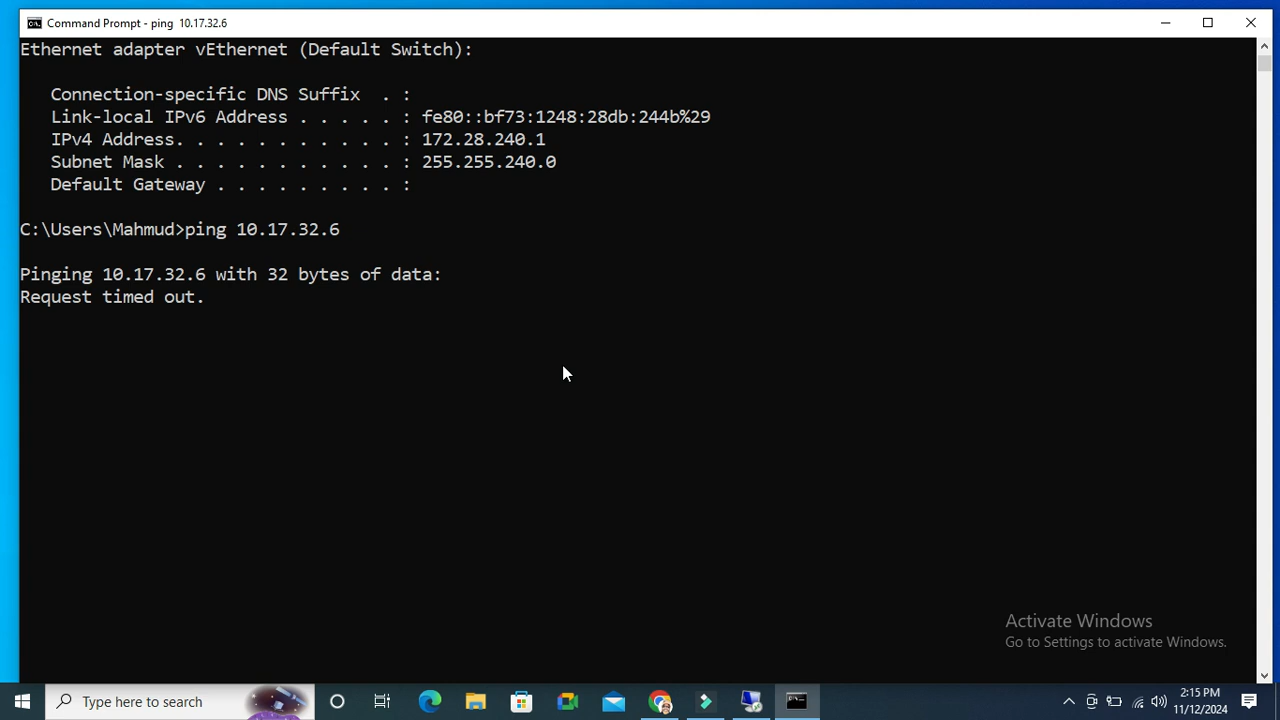 Command Prompt - ping  10.17.32.6
Ethernet adapter vEthernet (Default Switch):
Connection-specific DNS Suffix  . :
Link-local IPv6 Address . . . . . : fe80::bf73:1248:28db:244b%29
IPv4 Address. . . . . . . . . . . : 172.28.240.1
Subnet Mask . . . . . . . . . . . : 255.255.240.0
Default Gateway . . . . . . . . . :
C:\Users\Mahmud>ping 10.17.32.6
Pinging 10.17.32.6 with 32 bytes of data:
Request timed out.
Activate Windows
Go to Settings to activate Windows.
Type here to search
2:15 PM
11/12/2024